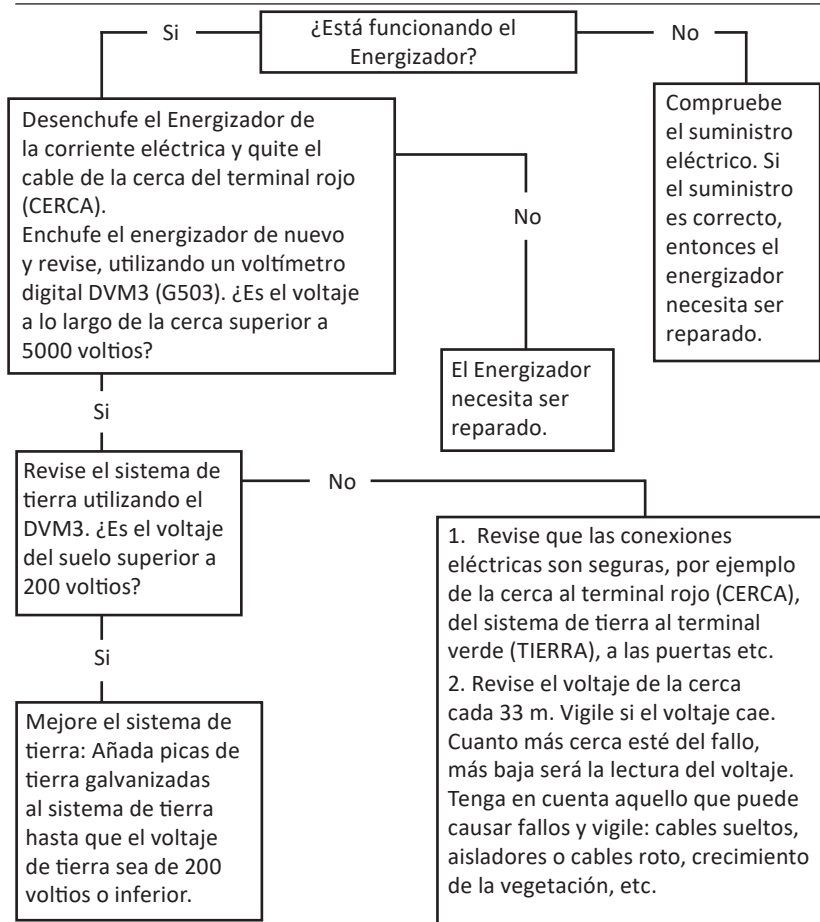 ¿Está funcionando el
Energizador?
Si
No
Desenchufe el Energizador de
la corriente eléctrica y quite el
cable de la cerca del terminal rojo
(CERCA).
Enchufe el energizador de nuevo
y revise, utilizando un voltímetro
digital DVM3 (G503). ¿Es el voltaje
a lo largo de la cerca superior a
5000 voltios?
Compruebe
el suministro
eléctrico. Si
el suministro
es correcto,
entonces el
energizador
necesita ser
reparado.
No
El Energizador
necesita ser
reparado.
Si
Revise el sistema de
tierra utilizando el
DVM3. ¿Es el voltaje
del suelo superior a
200 voltios?
No
1. Revise que las conexiones
eléctricas son seguras, por ejemplo
de la cerca al terminal rojo (CERCA),
del sistema de tierra al terminal
verde (TIERRA), a las puertas etc.
2. Revise el voltaje de la cerca
cada 33 m. Vigile si el voltaje cae.
Cuanto más cerca esté del fallo,
más baja será la lectura del voltaje.
Tenga en cuenta aquello que puede
causar fallos y vigile: cables sueltos,
aisladores o cables roto, crecimiento
de la vegetación, etc.
Si
Mejore el sistema de
tierra: Añada picas de
tierra galvanizadas
al sistema de tierra
hasta que el voltaje
de tierra sea de 200
voltios o inferior.